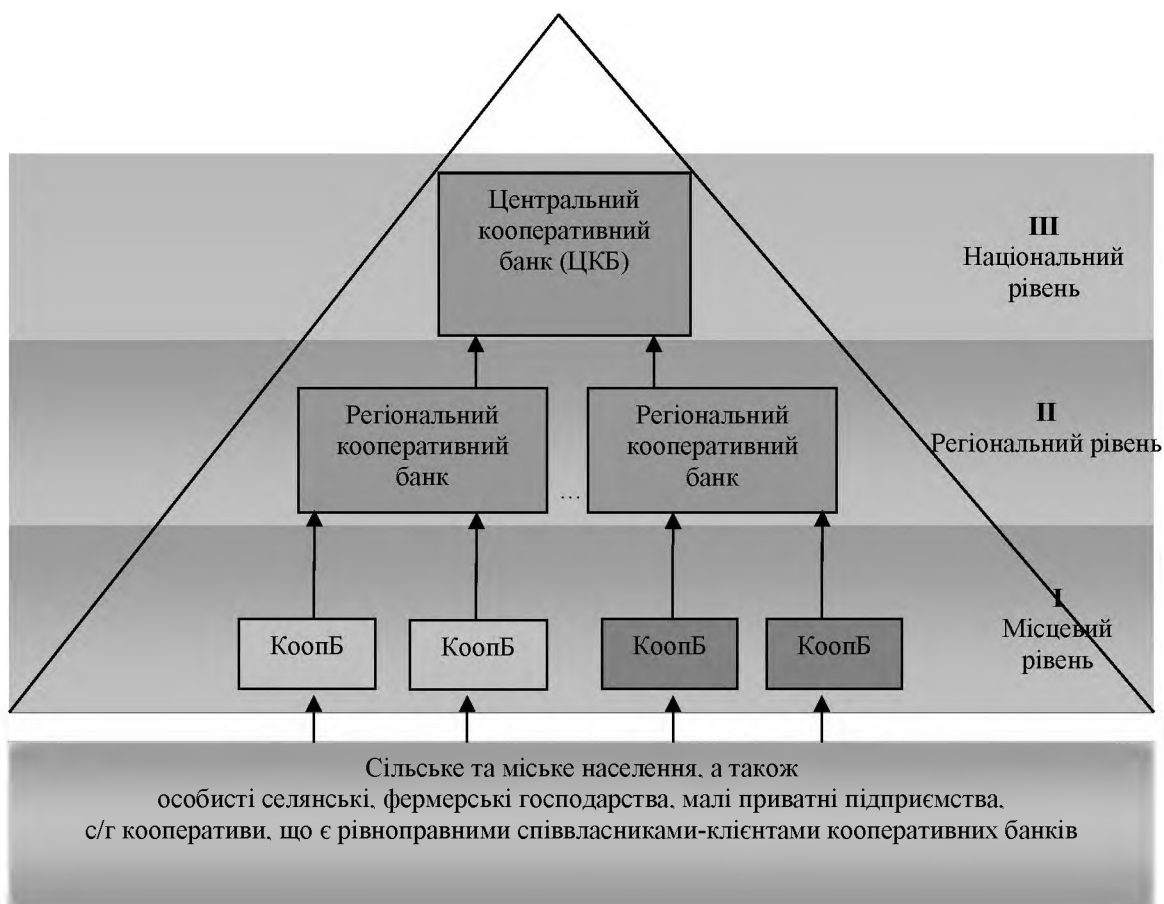 Центральний
кооперативний
банк (ЦКБ)
III
Національний
рівень
Регіональний
кооперативний
банк
...
Регіональний
кооперативний
банк
II
Регіональний рівень
КоопБ
КоопБ
КоопБ
КоопБ
I
Місцевий
рівень
Сільське та міське населення, а також
особисті селянські, фермерські господарства, малі приватні підприємства,
с/г кооперативи, що є рівноправними співвласниками-клієнтами кооперативних банків